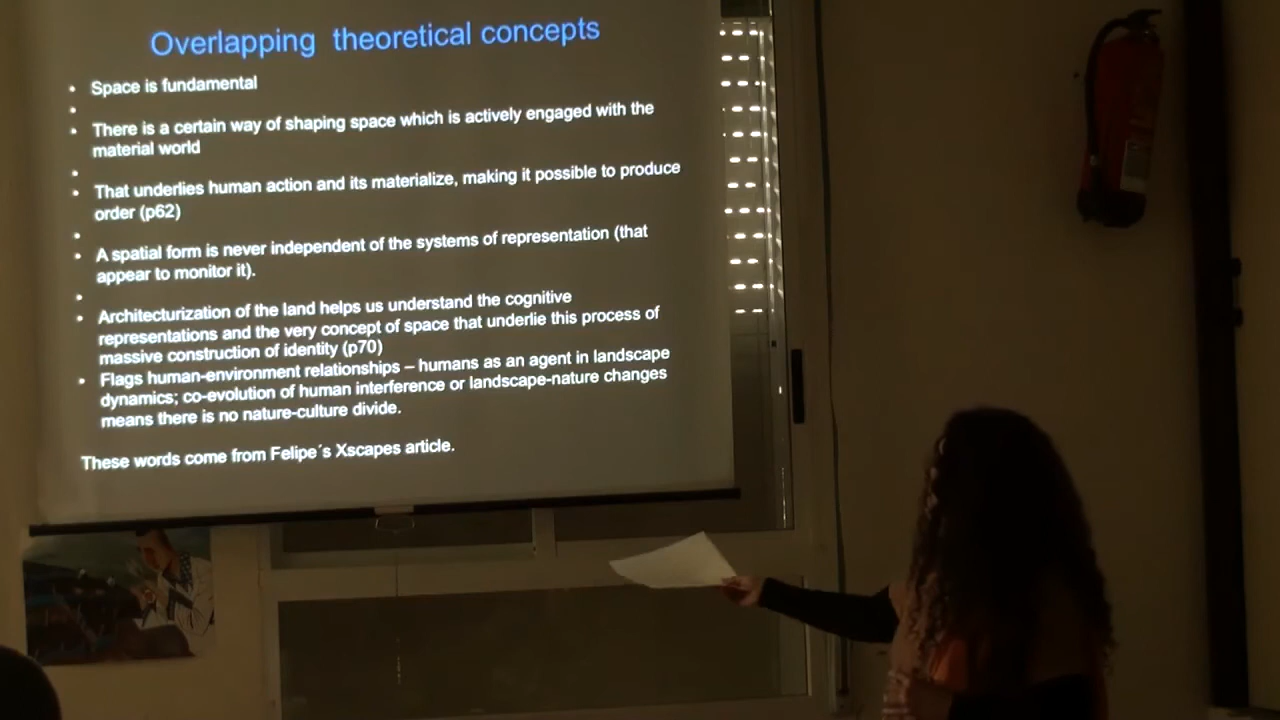 Overlapping theoretical concepts
• Space is fundamental
•
• There is a certain way of shaping space which is actively engaged with the
material world
•
• That underlies human action and its materialize, making it possible to produce
order (p62)
•
• A spatial form is never independent of the systems of representation (that
appear to monitor it).
•
• Architecturization of the land helps us understand the cognitive
representations and the very concept of space that underlie this process of
massive construction of identity (p70)
• Flags human-environment relationships – humans as an agent in landscape
dynamics; co-evolution of human interference or landscape-nature changes
means there is no nature-culture divide.
These words come from Felipe´s Xscapes article.